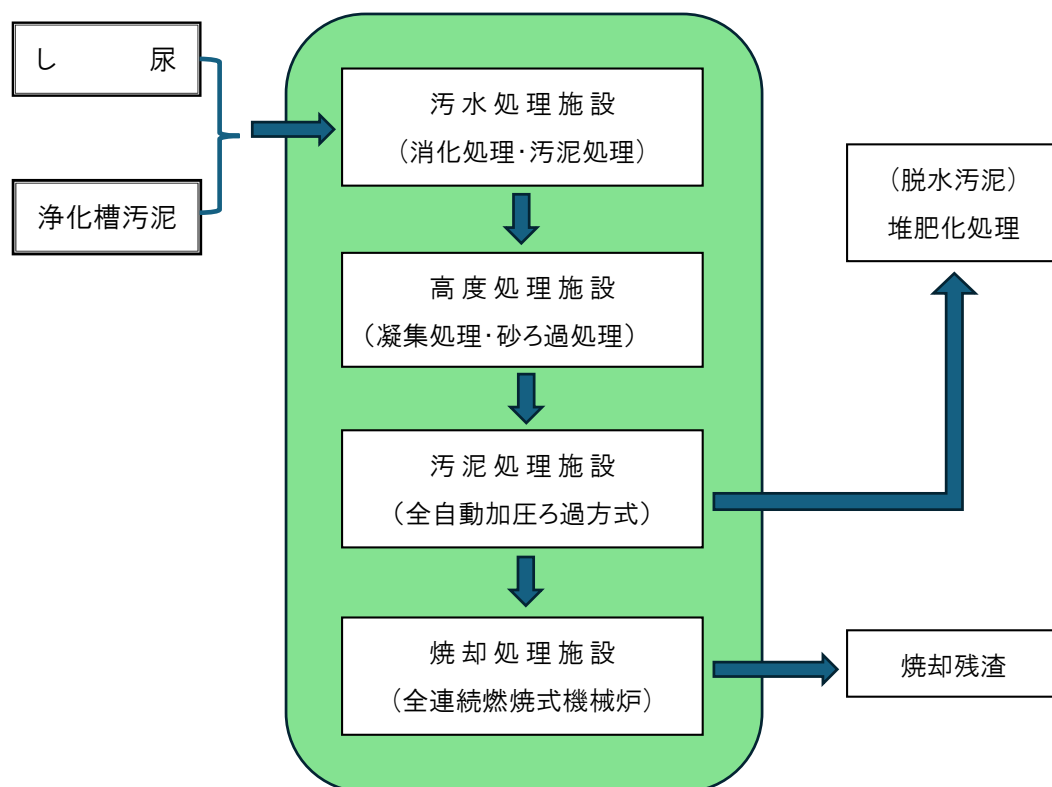 し　　　尿
浄化槽汚泥
汚水処理施設
（消化処理・汚泥処理）
高度処理施設
（凝集処理・砂ろ過処理）
汚泥処理施設
（全自動加圧ろ過方式）
焼却処理施設
（全連続燃焼式機械炉）
（脱水汚泥）
堆肥化処理
焼却残渣